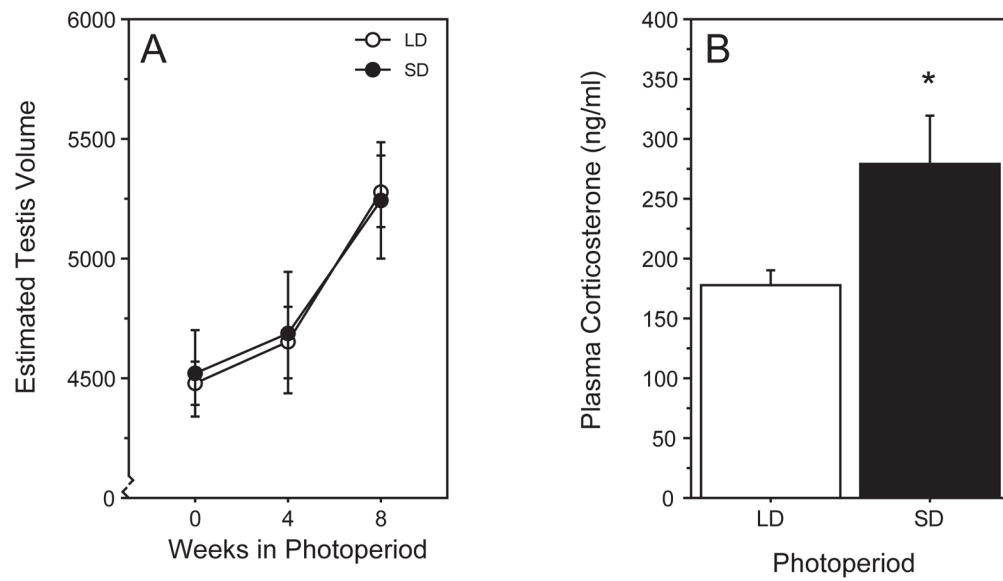 A
LD
SD
6000
5500
5000
4500
0
Estimated Testis Volume
0 4 8
Weeks in Photoperiod
B
*
400
350
300
250
200
150
100
50
0
Plasma Corticosterone (ng/ml)
LD SD
Photoperiod